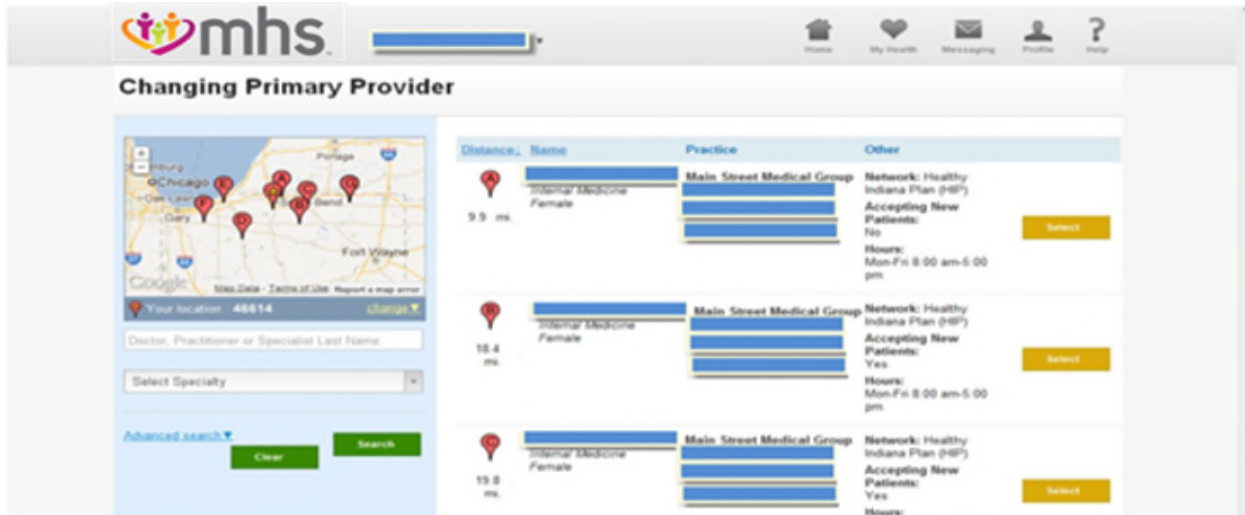 mhs
Home
My Health
Messaging
Profile
Help
Changing Primary Provider
+
-
Portage
Chicago
Oak Lawn
Gary
Bend
Fort Wayne
Google
Map Data - Terms of Use Report a map error
Your location : 46614
change▼
Doctor, Practitioner or Specialist Last Name
Select Specialty
Advanced search▼
Search
Clear
Distance: Name Practice Other
A
9.9 mi.
Internal Medicine
Female
Main Street Medical Group
Network: Healthy
Indiana Plan (HIP)
Accepting New
Patients:
No
Hours:
Mon-Fri 8:00 am-5:00
pm
Select
B
18.4
mi.
Internal Medicine
Female
Main Street Medical Group
Network: Healthy
Indiana Plan (HIP)
Accepting New
Patients:
Yes
Hours:
Mon-Fri 8:00 am-5:00
pm
Select
19.8
mi.
Internal Medicine
Female
Main Street Medical Group
Network: Healthy
Indiana Plan (HIP)
Accepting New
Patients:
Yes
Hours:
Select